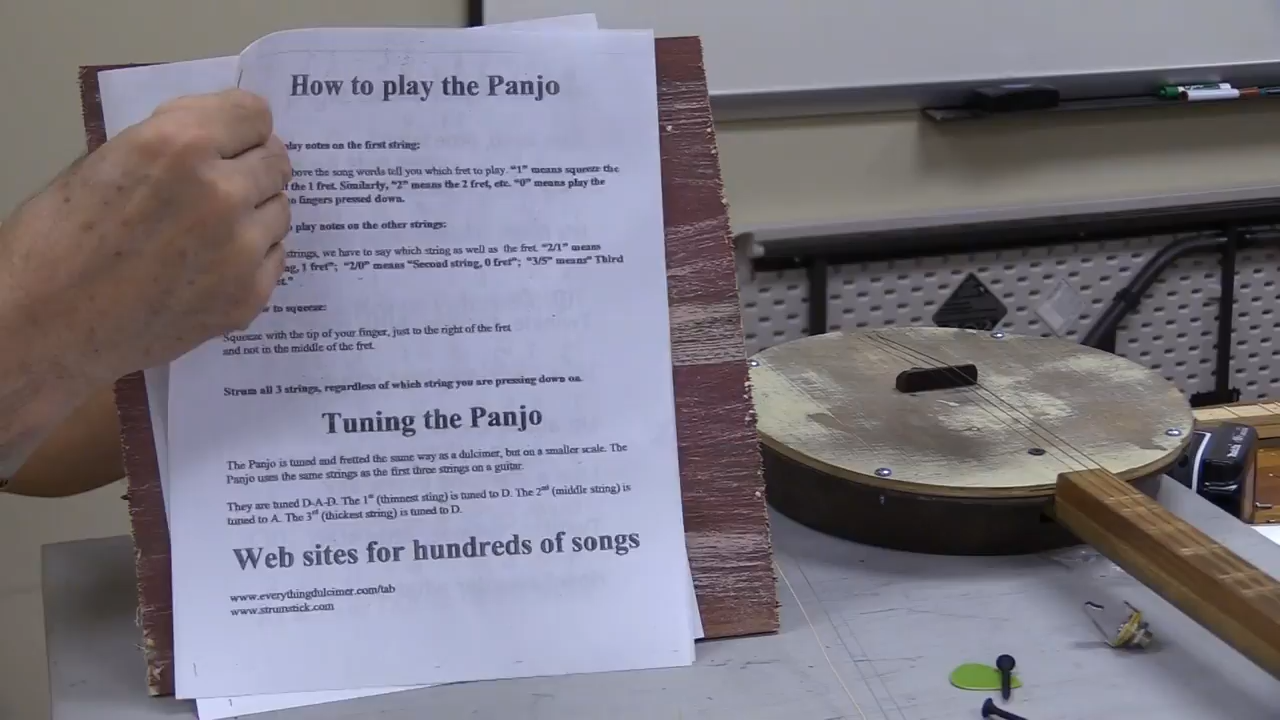 How to play the Panjo
lay notes on the first string:
bove the song words tell you which fret to play. “1” means squeeze the
the 1 fret. Similarly, “2” means the 2 fret, etc. “0” means play the
fingers pressed down.
play notes on the other strings:
strings, we have to say which string as well as the fret. “2/1” means
ng, 1 fret”; “2/0” means “Second string, 0 fret”; “3/5” means“ Third
et.”
to squeeze:
Squeeze with the tip of your finger, just to the right of the fret
and not in the middle of the fret.
Strum all 3 strings, regardless of which string you are pressing down on.
Tuning the Panjo
The Panjo is tuned and fretted the same way as a dulcimer, but on a smaller scale. The
Panjo uses the same strings as the first three strings on a guitar.
They are tuned D-A-D. The 1st (thinnest sting) is tuned to D. The 2nd (middle string) is
tuned to A. The 3rd (thickest string) is tuned to D.
Web sites for hundreds of songs
www.everythingdulcimer.com/tab
www.strumstick.com